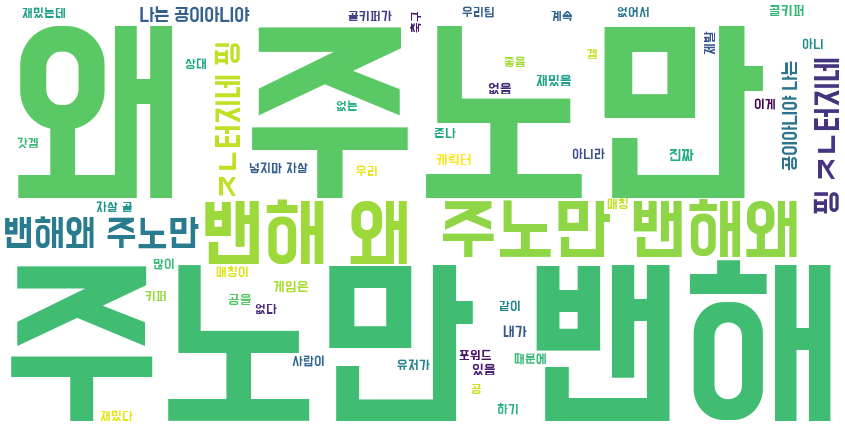 재밌는데
나는 공이아니야
골키퍼가
축구
우리팀
계속
없어서
골키퍼
왜 주노만
상대
핑 네지터 ㄴㅈ
좋음
겜
제발
아니
없는
없음
재밌음
이게
나는 공이아니야
핑 ㅈㄴ 터지네
갓겜
존나
캐릭터
아니라
진짜
넣지마 자살
우리
자살 골
매칭
밴해왜 주노만
밴해 왜
주노만 밴해왜
많이
매칭이
키퍼
공을
게임은
없다
같이
내가
주노만 밴해
사람이
유저가
포워드
있음
때문에
공
하기
재밌다